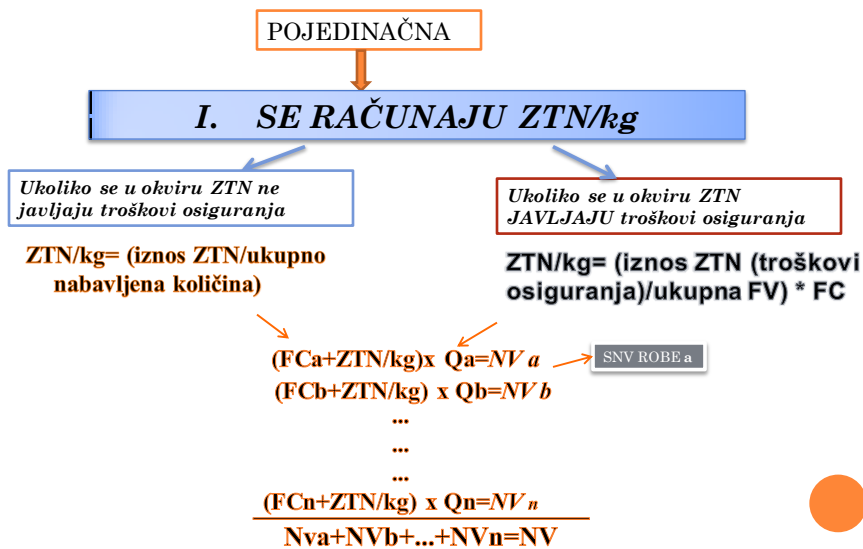 POJEDINAČNA
I. SE RAČUNAJU ZTN/kg
Ukoliko se u okviru ZTN ne
javljaju troškovi osiguranja
Ukoliko se u okviru ZTN
JAVLJAJU troškovi osiguranja
ZTN/kg= (iznos ZTN/ukupno
nabavljena količina)
ZTN/kg= (iznos ZTN (troškovi
osiguranja)/ukupna FV) * FC
(FCa+ZTN/kg)x Qa=NV a
SNV ROBE a
(FCb+ZTN/kg) x Qb=NV b
...
...
...
(FCn+ZTN/kg) x Qn=NV n
Nva+NVb+...+NVn=NV